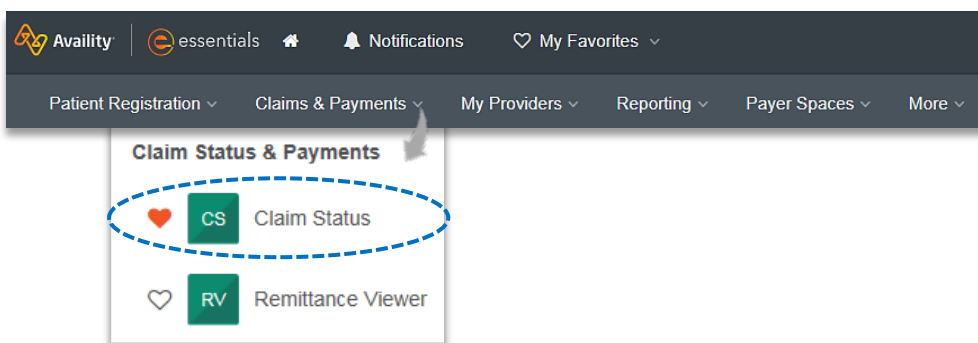 Availity essentials Notifications My Favorites
Patient Registration Claims & Payments My Providers Reporting Payer Spaces More
Claim Status & Payments
CS Claim Status
RV Remittance Viewer